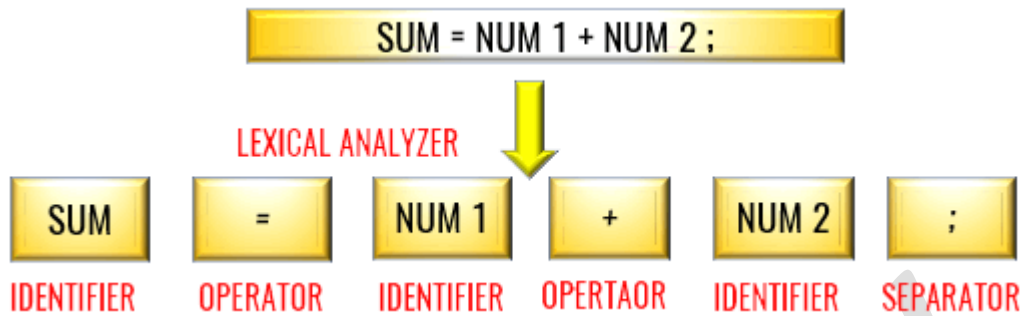 SUM = NUM 1 + NUM 2 ;
LEXICAL ANALYZER
SUM = NUM 1 + NUM 2 ;
IDENTIFIER OPERATOR IDENTIFIER OPERTAOR IDENTIFIER SEPARATOR